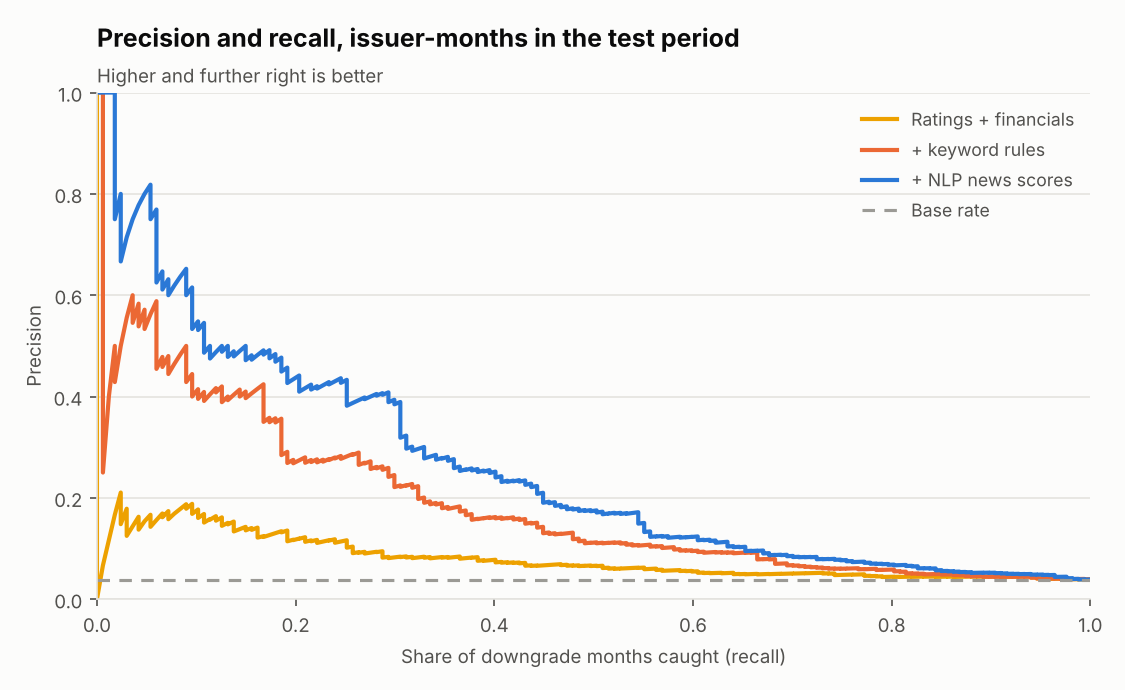 Precision and recall, issuer-months in the test period
Higher and further right is better
Ratings + financials
+ keyword rules
+ NLP news scores
Base rate
Precision
1.0
0.8
0.6
0.4
0.2
0.0
0.0 0.2 0.4 0.6 0.8 1.0
Share of downgrade months caught (recall)